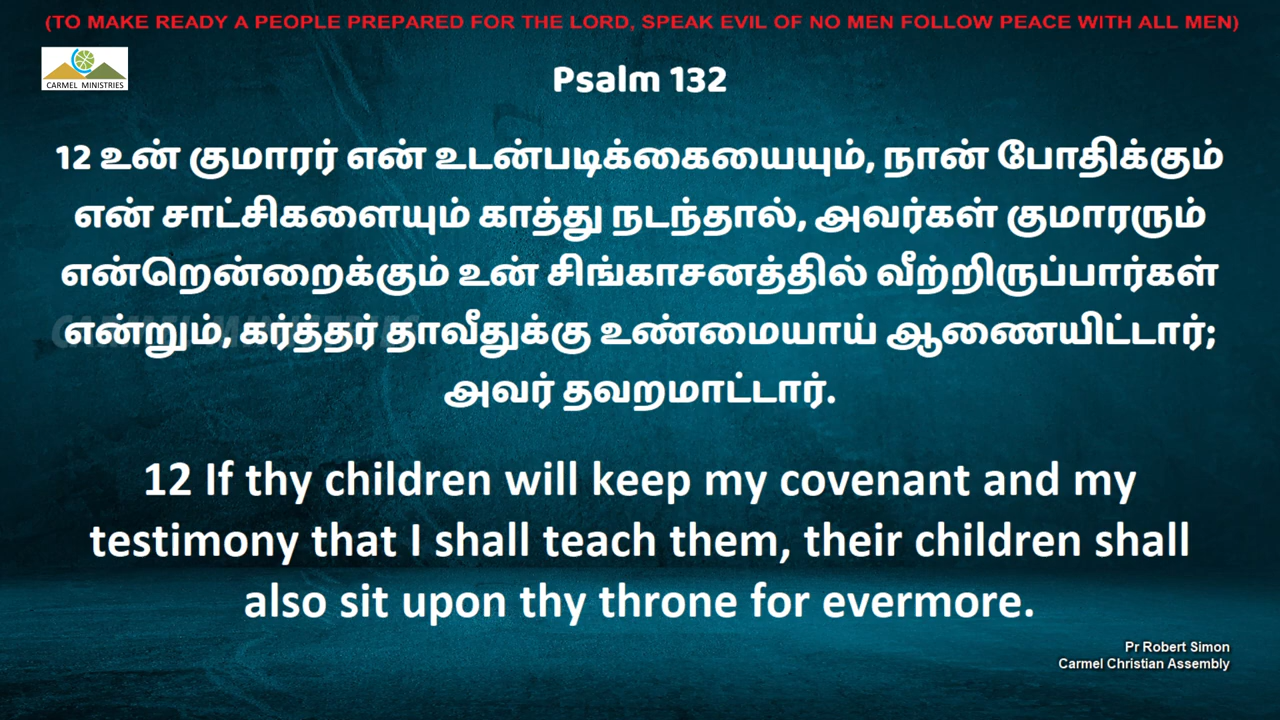 (TO MAKE READY A PEOPLE PREPARED FOR THE LORD, SPEAK EVIL OF NO MEN FOLLOW PEACE WITH ALL MEN)
CARMEL MINISTRIES
Psalm 132
12 உன் குமாரர் என் உடன்படிக்கையையும், நான் போதிக்கும்
என் சாட்சிகளையும் காத்து நடந்தால், அவர்கள் குமாரரும்
என்றென்றைக்கும் உன் சிங்காசனத்தில் வீற்றிருப்பார்கள்
என்றும், கர்த்தர் தாவீதுக்கு உண்மையாய் ஆணையிட்டார்;
அவர் தவறமாட்டார்.
12 If thy children will keep my covenant and my
testimony that I shall teach them, their children shall
also sit upon thy throne for evermore.
Pr Robert Simon
Carmel Christian Assembly